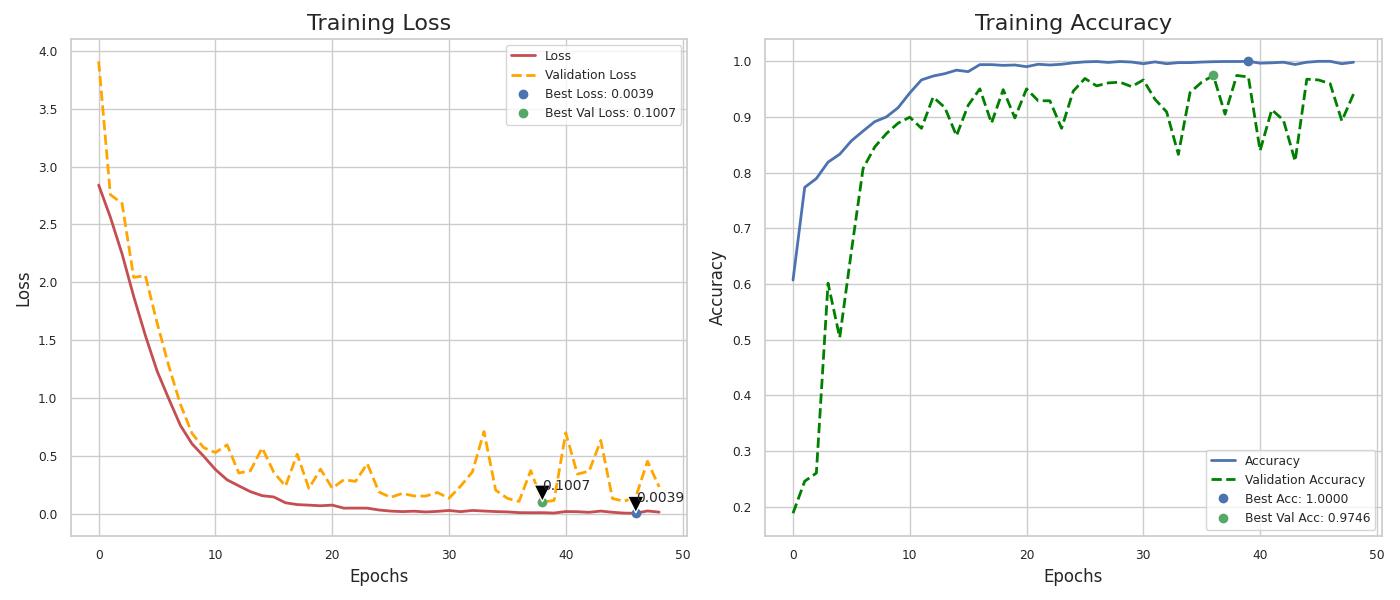 Training Loss
4.0
3.5
3.0
2.5
2.0
1.5
1.0
0.5
0.0
Loss
Loss
Validation Loss
Best Loss: 0.0039
Best Val Loss: 0.1007
0.1007
0.0039
0 10 20 30 40 50
Epochs
Training Accuracy
1.0
0.9
0.8
0.7
0.6
0.5
0.4
0.3
0.2
Accuracy
Accuracy
Validation Accuracy
Best Acc: 1.0000
Best Val Acc: 0.9746
0 10 20 30 40 50
Epochs